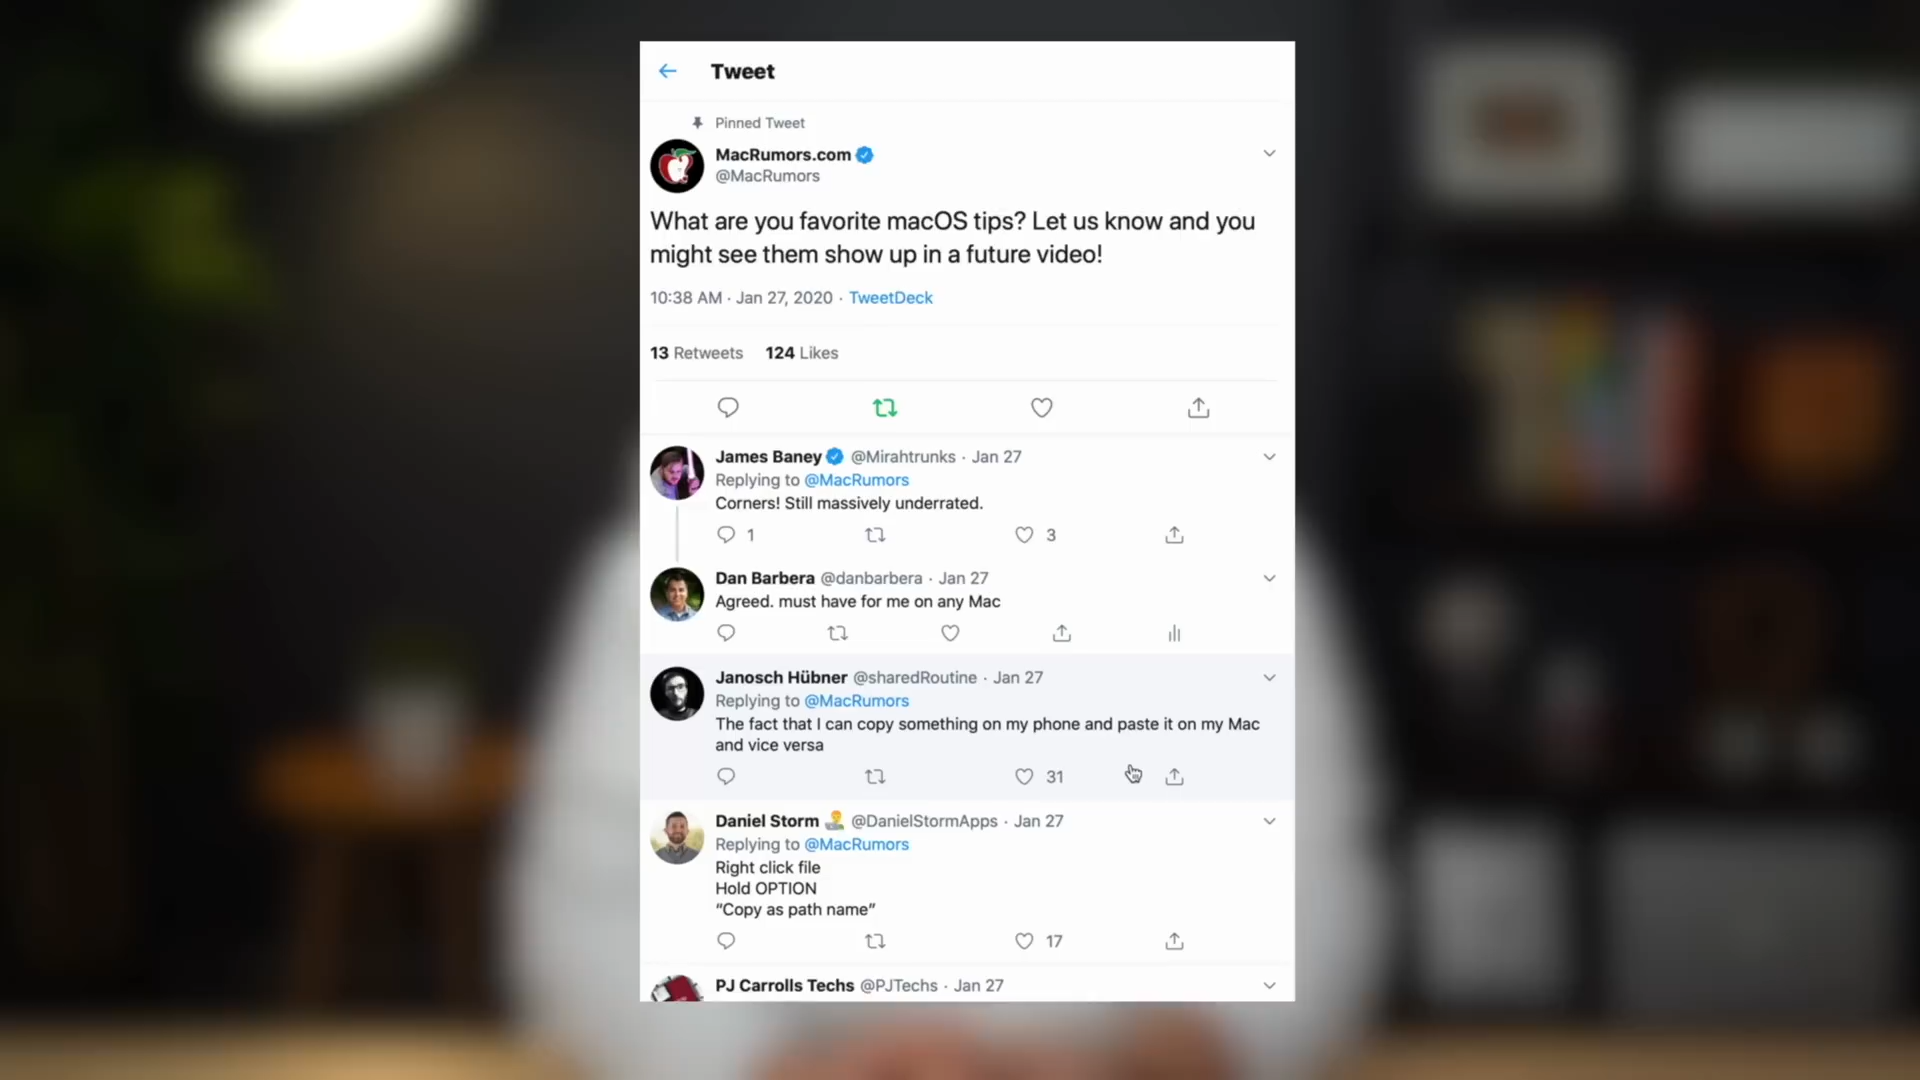 Tweet
Pinned Tweet
MacRumors.com
@MacRumors
What are you favorite macOS tips? Let us know and you
might see them show up in a future video!
10:38 AM · Jan 27, 2020 · TweetDeck
13 Retweets 124 Likes
James Baney @Mirahtrunks · Jan 27
Replying to @MacRumors
Corners! Still massively underrated.
1 3
Dan Barbera @danbarbera · Jan 27
Agreed. must have for me on any Mac
Janosch Hübner @sharedRoutine · Jan 27
Replying to @MacRumors
The fact that I can copy something on my phone and paste it on my Mac
and vice versa
31
Daniel Storm @DanielStormApps · Jan 27
Replying to @MacRumors
Right click file
Hold OPTION
“Copy as path name”
17
PJ Carrolls Techs @PJTechs · Jan 27